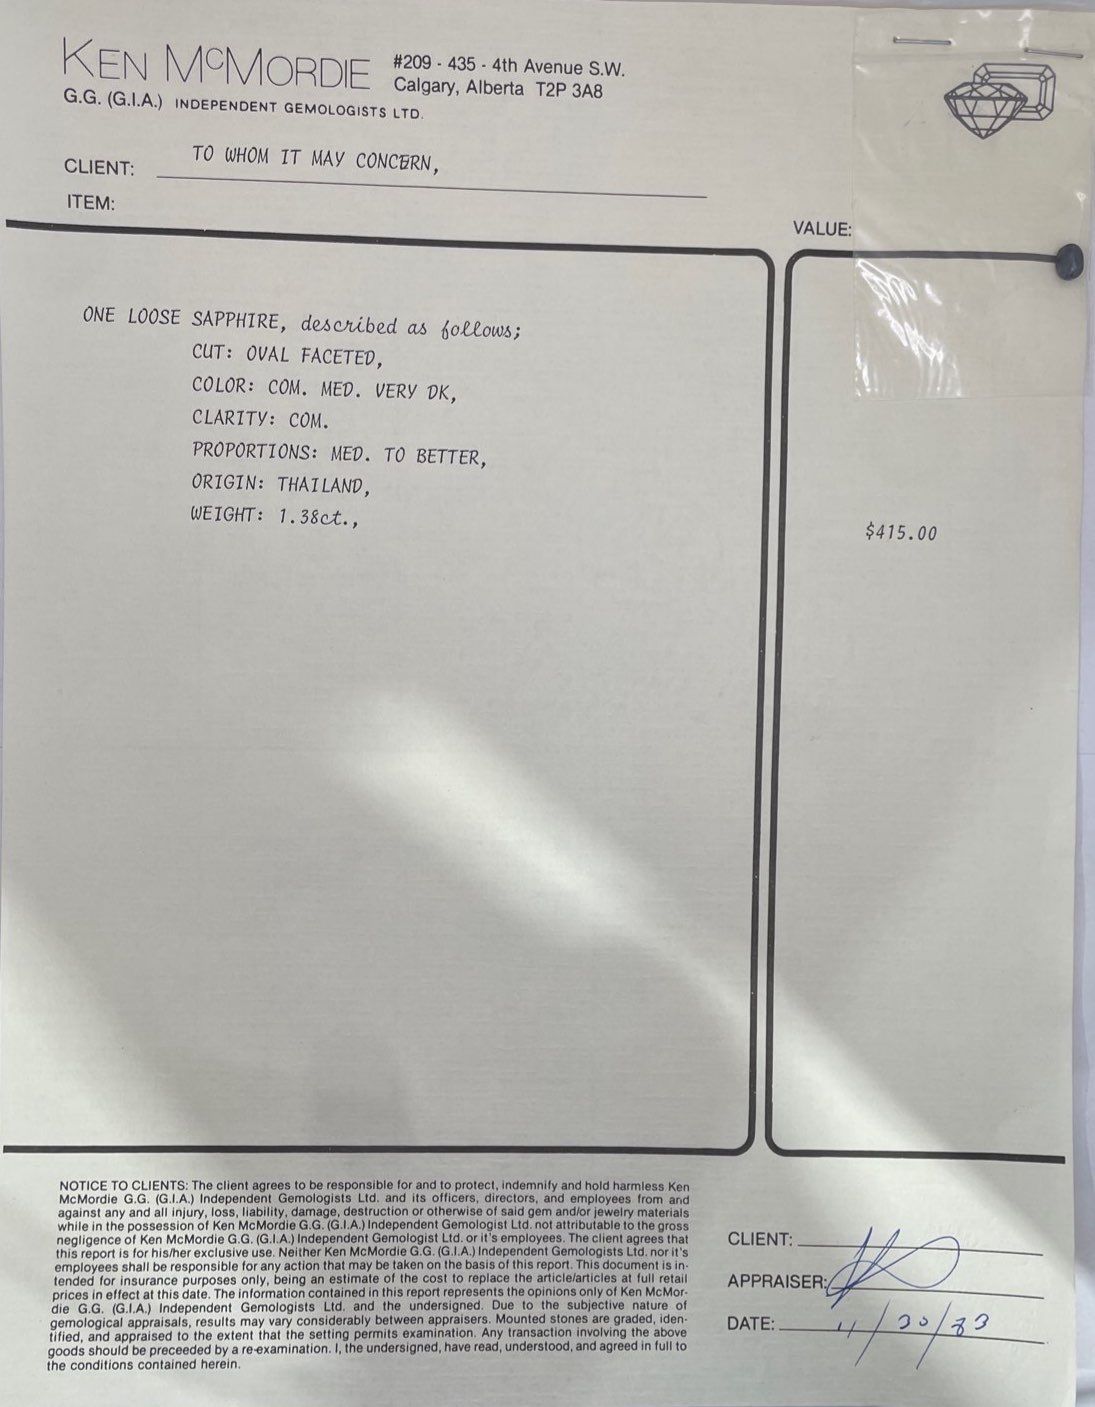 KEN McMORDIE
G.G. (G.I.A.) INDEPENDENT GEMOLOGISTS LTD.
#209 - 435 - 4th Avenue S.W.
Calgary, Alberta T2P 3A8
CLIENT: TO WHOM IT MAY CONCERN,
ITEM:
VALUE:
ONE LOOSE SAPPHIRE, described as follows;
CUT: OVAL FACETED,
COLOR: COM. MED. VERY DK,
CLARITY: COM.
PROPORTIONS: MED. TO BETTER,
ORIGIN: THAILAND,
WEIGHT: 1.38ct.,
$415.00
NOTICE TO CLIENTS: The client agrees to be responsible for and to protect, indemnify and hold harmless Ken
McMordie G.G. (G.I.A.) Independent Gemologists Ltd. and its officers, directors, and employees from and
against any and all injury, loss, liability, damage, destruction or otherwise of said gem and/or jewelry materials
while in the possession of Ken McMordie G.G. (G.I.A.) Independent Gemologist Ltd. not attributable to the gross
negligence of Ken McMordie G.G. (G.I.A.) Independent Gemologist Ltd. or it's employees. The client agrees that
this report is for his/her exclusive use. Neither Ken McMordie G.G. (G.I.A.) Independent Gemologists Ltd. nor it's
employees shall be responsible for any action that may be taken on the basis of this report. This document is in-
tended for insurance purposes only, being an estimate of the cost to replace the article/articles at full retail
prices in effect at this date. The information contained in this report represents the opinions only of Ken McMor-
die G.G. (G.I.A.) Independent Gemologists Ltd. and the undersigned. Due to the subjective nature of
gemological appraisals, results may vary considerably between appraisers. Mounted stones are graded, iden-
tified, and appraised to the extent that the setting permits examination. Any transaction involving the above
goods should be preceeded by a re-examination. I, the undersigned, have read, understood, and agreed in full to
the conditions contained herein.
CLIENT:
APPRAISER:
DATE: 11/30/83